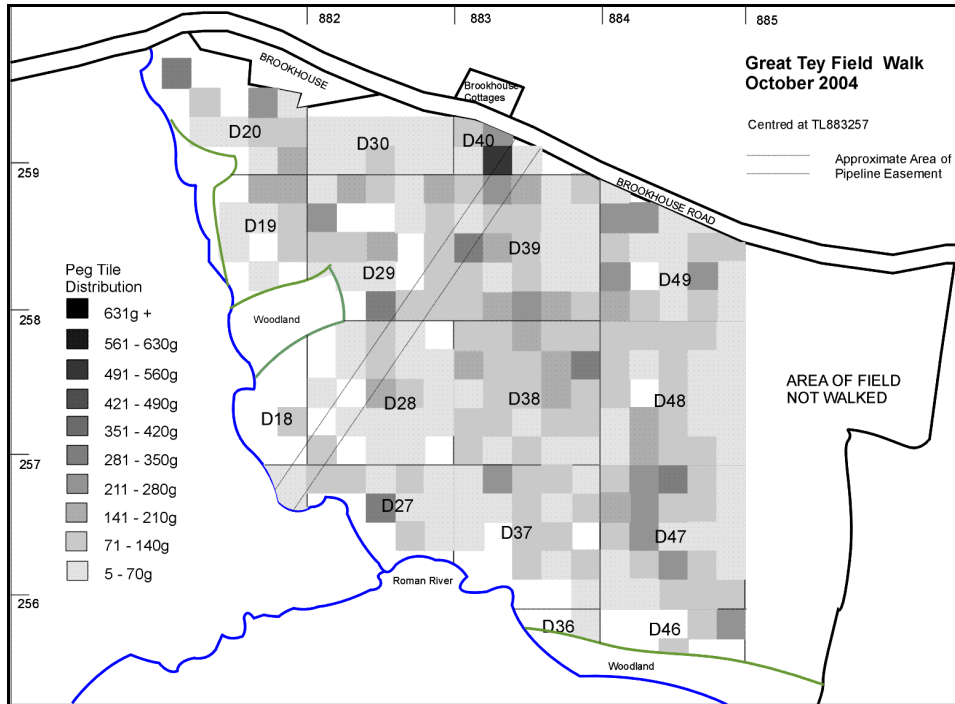 882
883
884
885
Great Tey Field Walk
October 2004
Centred at TL883257
Approximate Area of
Pipeline Easement
BROOKHOUSE
Brookhouse
Cottages
BROOKHOUSE ROAD
259
258
257
256
D20
D30
D40
D19
D29
D39
D49
Woodland
D18
D28
D38
D48
D27
D37
D47
D36
D46
Roman River
Woodland
AREA OF FIELD
NOT WALKED
Peg Tile
Distribution
631g +
561 - 630g
491 - 560g
421 - 490g
351 - 420g
281 - 350g
211 - 280g
141 - 210g
71 - 140g
5 - 70g